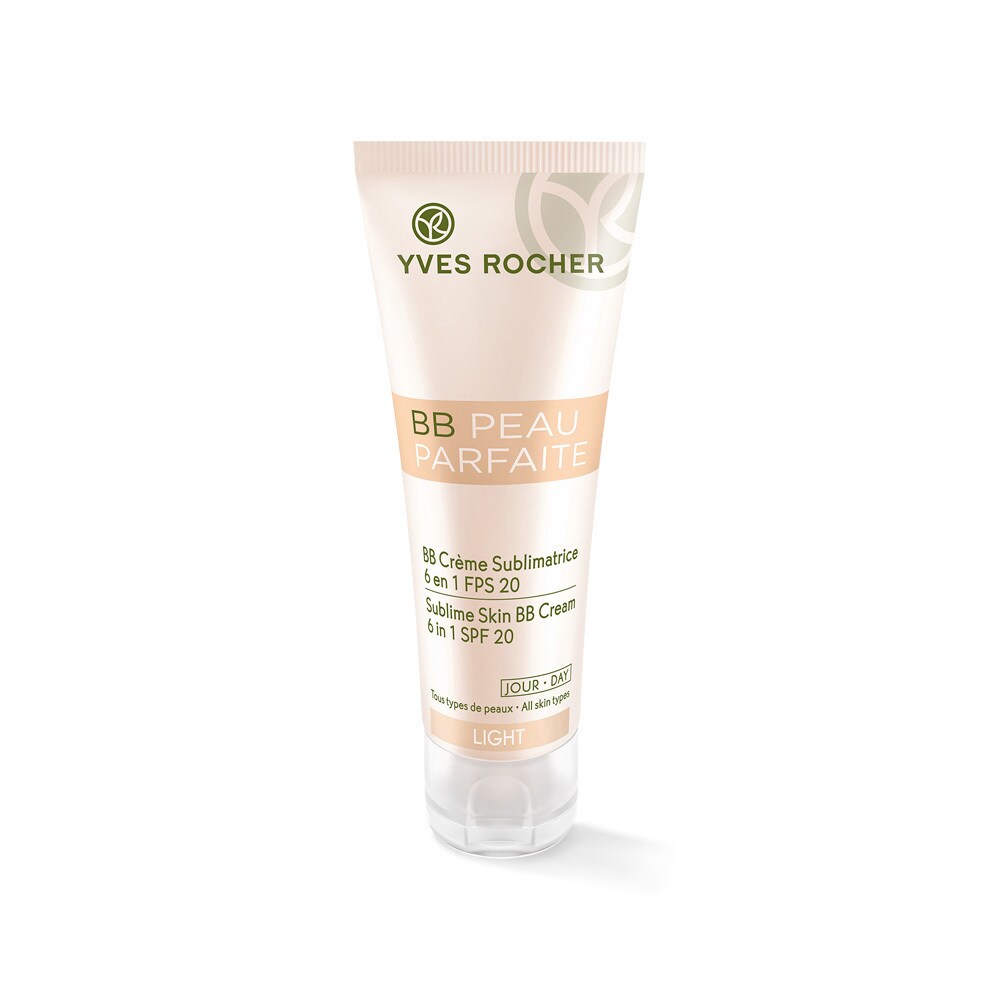 YVES ROCHER
BB PEAU
PARFAITE
BB Crème Sublimatrice
6 en 1 FPS 20
Sublime Skin BB Cream
6 in 1 SPF 20
JOUR • DAY
Tous types de peaux • All skin types
LIGHT